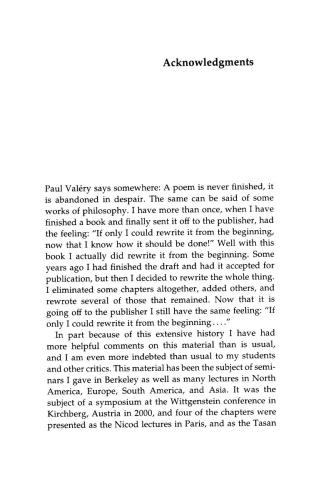 Acknowledgments
Paul Valéry says somewhere: A poem is never finished, it
is abandoned in despair. The same can be said of some
works of philosophy. I have more than once, when I have
finished a book and finally sent it off to the publisher, had
the feeling: "If only I could rewrite it from the beginning,
now that I know how it should be done!" Well with this
book I actually did rewrite it from the beginning. Some
years ago I had finished the draft and had it accepted for
publication, but then I decided to rewrite the whole thing.
I eliminated some chapters altogether, added others, and
rewrote several of those that remained. Now that it is
going off to the publisher I still have the same feeling: "If
only I could rewrite it from the beginning . . . ."
In part because of this extensive history I have had
more helpful comments on this material than is usual,
and I am even more indebted than usual to my students
and other critics. This material has been the subject of semi-
nars I gave in Berkeley as well as many lectures in North
America, Europe, South America, and Asia. It was the
subject of a symposium at the Wittgenstein conference in
Kirchberg, Austria in 2000, and four of the chapters were
presented as the Nicod lectures in Paris, and as the Tasan